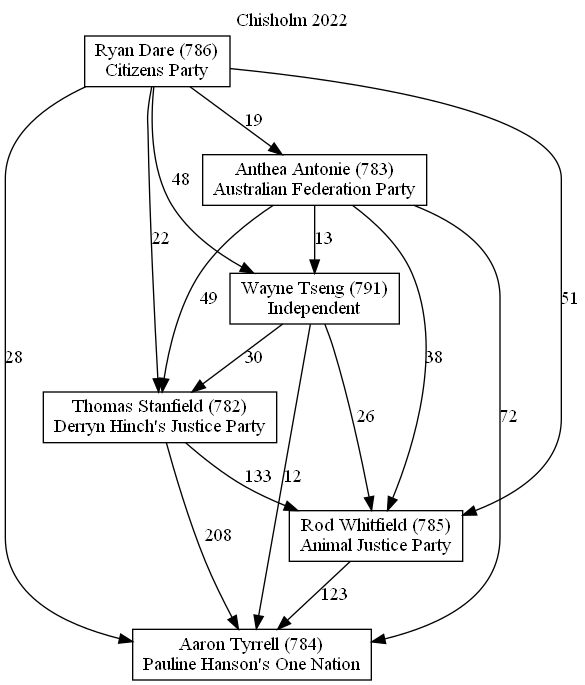 Chisholm 2022
Ryan Dare (786)
Citizens Party
19
Anthea Antonie (783)
Australian Federation Party
48
22
13
49
Wayne Tseng (791)
Independent
51
28
30
38
Thomas Stanfield (782)
Derryn Hinch's Justice Party
26
72
133
12
Rod Whitfield (785)
Animal Justice Party
208
123
Aaron Tyrrell (784)
Pauline Hanson's One Nation